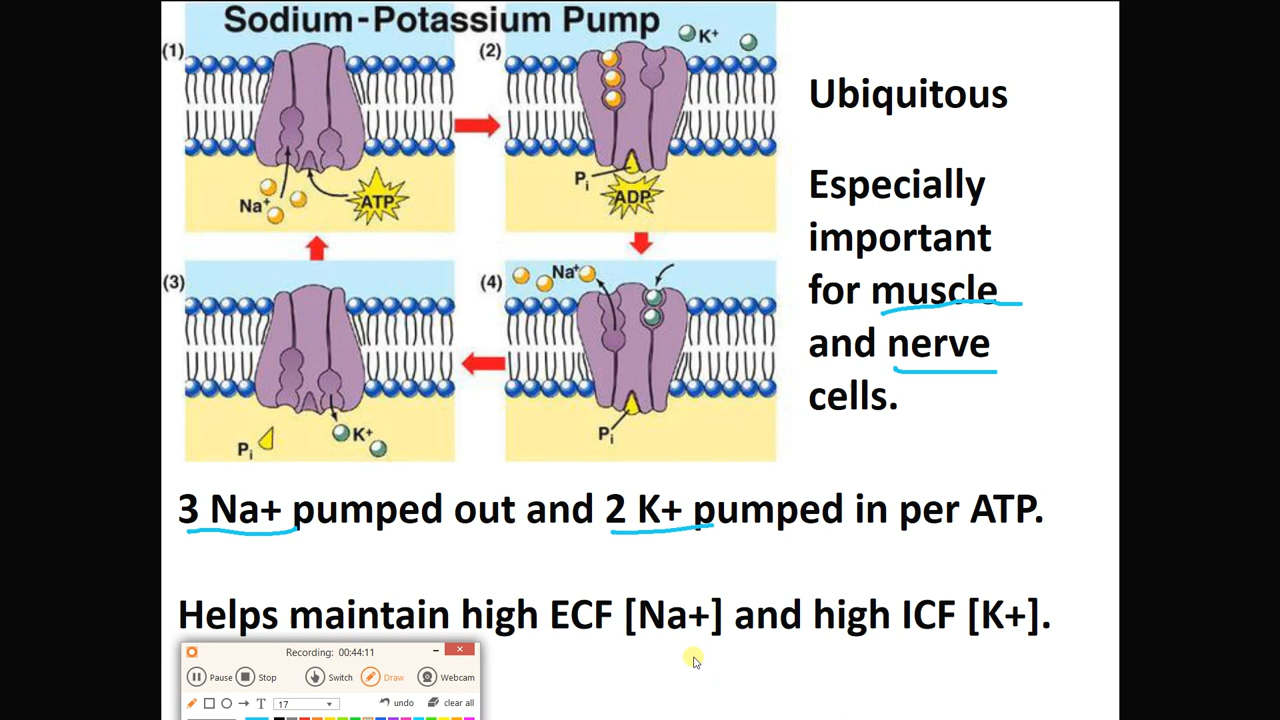 Sodium-Potassium Pump
(1)
Na+
ATP
(2)
K+
Pi
ADP
(3)
Pi
K+
(4)
Na+
Pi
Ubiquitous
Especially
important
for muscle
and nerve
cells.
3 Na+ pumped out and 2 K+ pumped in per ATP.
Helps maintain high ECF [Na+] and high ICF [K+].
Recording: 00:44:11
Pause Stop Switch Draw Webcam
T 17 undo clear all